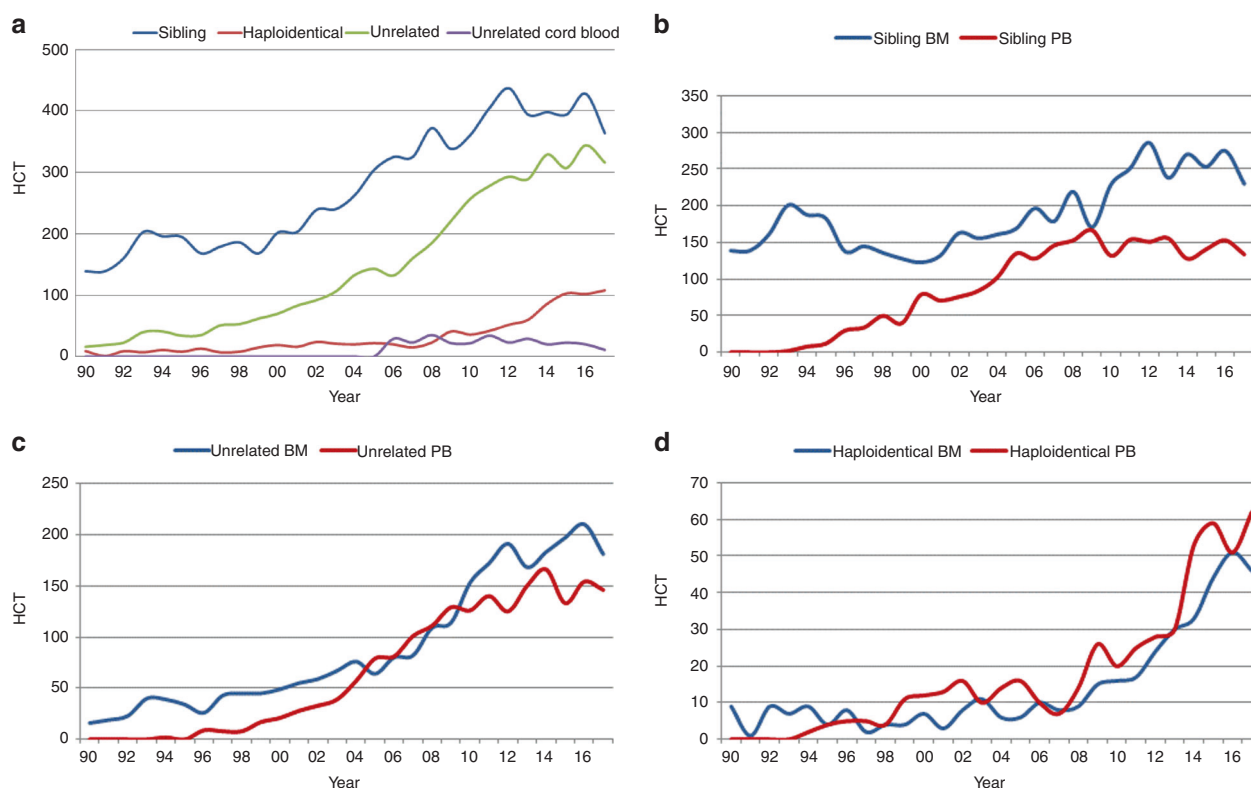 a
Sibling Haploidentical Unrelated Unrelated cord blood
500
400
300
200
100
0
HCT
90 92 94 96 98 00 02 04 06 08 10 12 14 16
Year
b
Sibling BM Sibling PB
350
300
250
200
150
100
50
0
HCT
90 92 94 96 98 00 02 04 06 08 10 12 14 16
Year
c
Unrelated BM Unrelated PB
250
200
150
100
50
0
HCT
90 92 94 96 98 00 02 04 06 08 10 12 14 16
Year
d
Haploidentical BM Haploidentical PB
70
60
50
40
30
20
10
0
HCT
90 92 94 96 98 00 02 04 06 08 10 12 14 16
Year